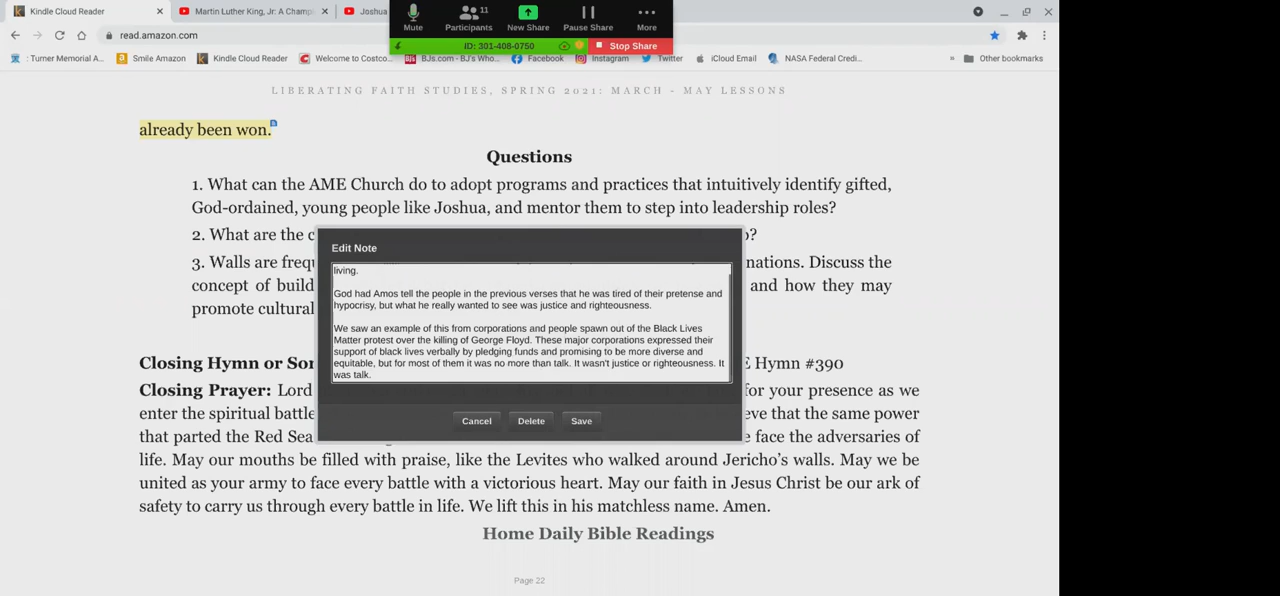 Kindle Cloud Reader
Martin Luther King, Jr: A Champ
Joshua
Mute
11
Participants
New Share
Pause Share
More
ID: 301-408-0750
Stop Share
read.amazon.com
: Turner Memorial A...
Smile Amazon
Kindle Cloud Reader
Welcome to Costco...
BJs.com - BJ's Who...
Facebook
Instagram
Twitter
iCloud Email
NASA Federal Credi...
»
Other bookmarks
LIBERATING FAITH STUDIES, SPRING 2021: MARCH - MAY LESSONS
already been won.
Questions
1. What can the AME Church do to adopt programs and practices that intuitively identify gifted,
God-ordained, young people like Joshua, and mentor them to step into leadership roles?
2. What are the c
o?
3. Walls are frequ
nations. Discuss the
concept of build
and how they may
promote cultural
Edit Note
living.
God had Amos tell the people in the previous verses that he was tired of their pretense and
hypocrisy, but what he really wanted to see was justice and righteousness.
We saw an example of this from corporations and people spawn out of the Black Lives
Matter protest over the killing of George Floyd. These major corporations expressed their
support of black lives verbally by pledging funds and promising to be more diverse and
equitable, but for most of them it was no more than talk. It wasn't justice or righteousness. It
was talk.
Cancel
Delete
Save
Closing Hymn or Son
E Hymn #390
Closing Prayer: Lord
for your presence as we
enter the spiritual battle
eve that the same power
that parted the Red Sea
e face the adversaries of
life. May our mouths be filled with praise, like the Levites who walked around Jericho's walls. May we be
united as your army to face every battle with a victorious heart. May our faith in Jesus Christ be our ark of
safety to carry us through every battle in life. We lift this in his matchless name. Amen.
Home Daily Bible Readings
Page 22